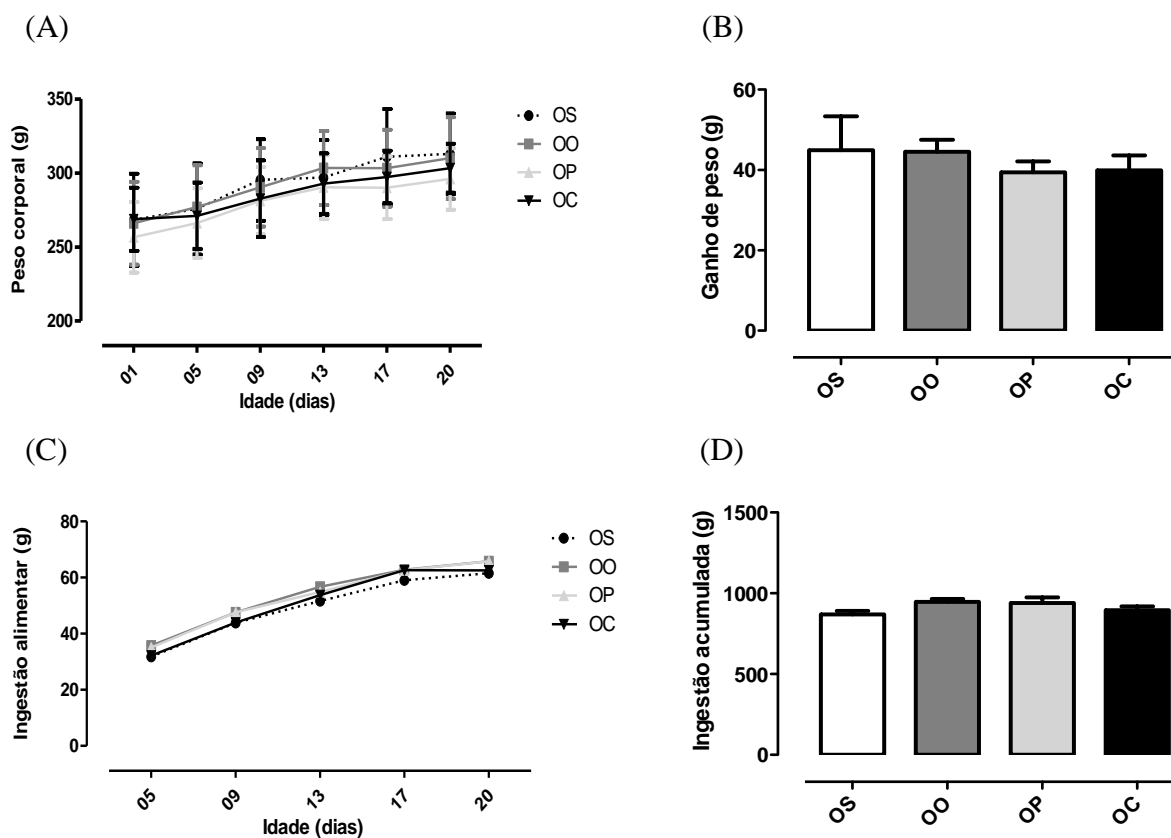 (A)
(B)
Peso corporal (g)
350
300
250
200
01
05
09
13
17
20
Idade (dias)
OS
OO
OP
OC
Ganho de peso (g)
60
40
20
0
OS
OO
OP
OC
(C)
(D)
Ingestão alimentar (g)
80
60
40
20
0
05
09
13
17
20
Idade (dias)
OS
OO
OP
OC
Ingestão acumulada (g)
1500
1000
500
0
OS
OO
OP
OC